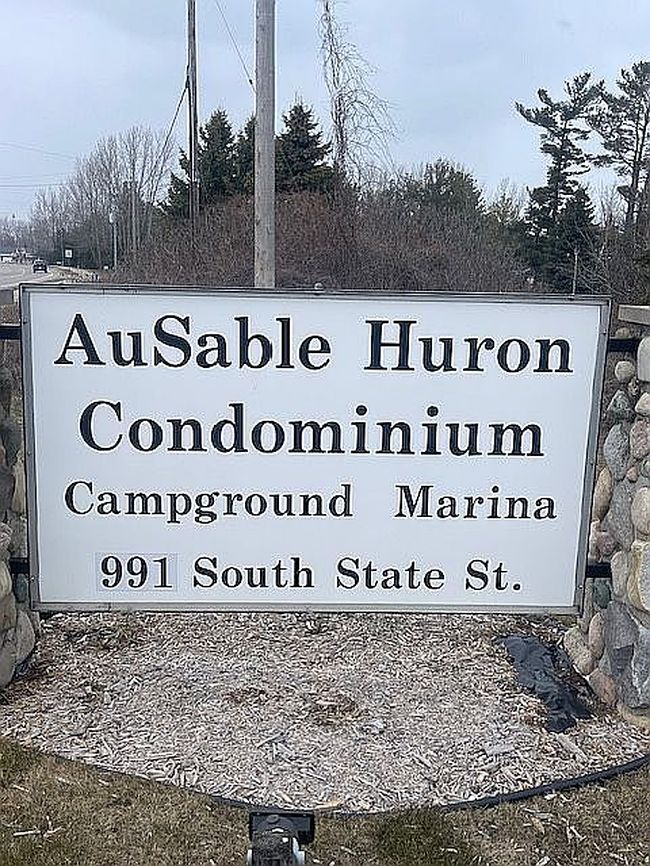 AuSable Huron
Condominium
Campground Marina
991 South State St.